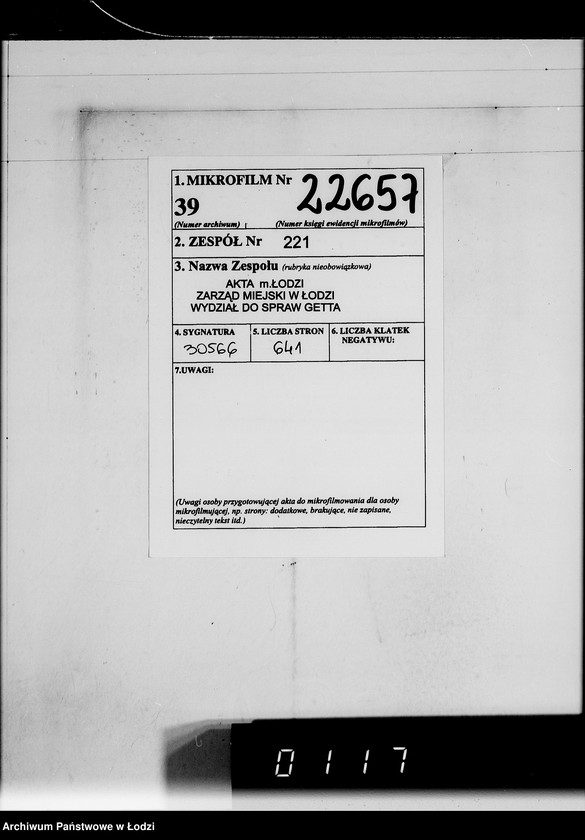 1. MIKROFILM Nr 22657
39
(Numer archiwum) (Numer księgi ewidencji mikrofilmów)
2. ZESPÓŁ Nr 221
3. Nazwa Zespołu (rubryka nieobowiązkowa)
AKTA m.ŁODZI
ZARZĄD MIEJSKI W ŁODZI
WYDZIAŁ DO SPRAW GETTA
4. SYGNATURA 5. LICZBA STRON 6. LICZBA KLATEK
NEGATYWU:
30566 641
7.UWAGI:
(Uwagi osoby przygotowującej akta do mikrofilmowania dla osoby
mikrofilmującej, np. strony: dodatkowe, brakujące, nie zapisane,
nieczytelny tekst itd.)
0117
Archiwum Państwowe w Łodzi